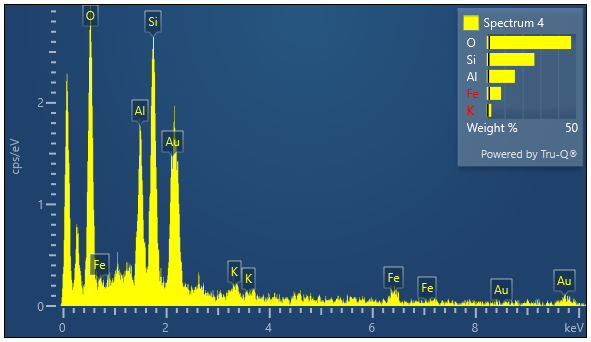 O
Si
Al
Au
Fe
K
K
Fe
Fe
Au
Au
cps/eV
2
1
0
0
2
4
6
8
keV
Spectrum 4
O
Si
Al
Fe
K
Weight %
50
Powered by Tru-Q®